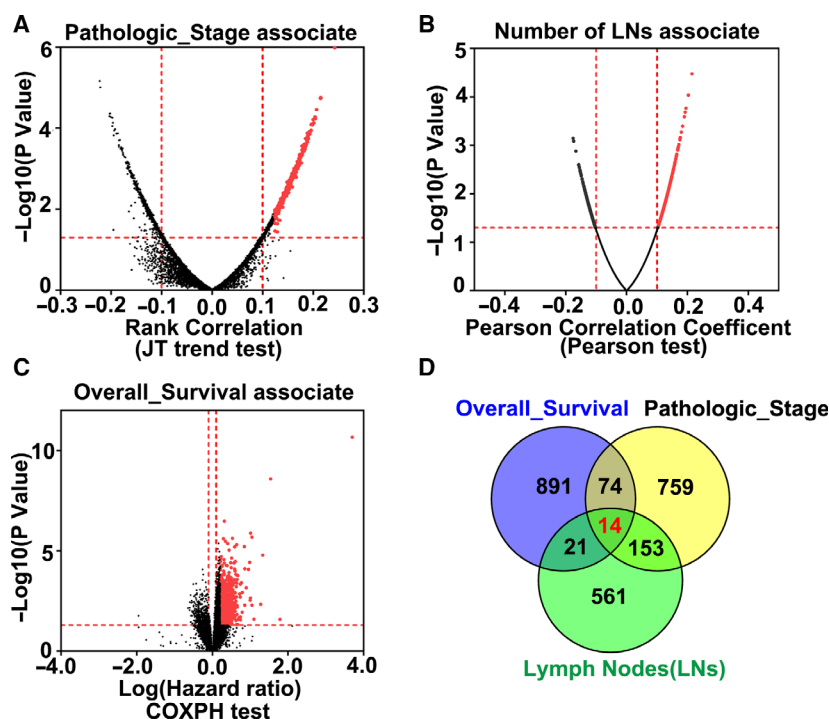 A
Pathologic_Stage associate
6
4
2
0
−Log10(P Value)
−0.3 −0.2 −0.1 0.0 0.1 0.2 0.3
Rank Correlation
(JT trend test)
B
Number of LNs associate
5
4
3
2
1
0
−Log10(P Value)
−0.4 −0.2 0.0 0.2 0.4
Pearson Correlation Coefficent
(Pearson test)
C
Overall_Survival associate
10
5
0
−Log10(P Value)
−4.0 −2.0 0.0 2.0 4.0
Log(Hazard ratio)
COXPH test
D
Overall_Survival Pathologic_Stage
891 74 759
14
21 153
561
Lymph Nodes(LNs)